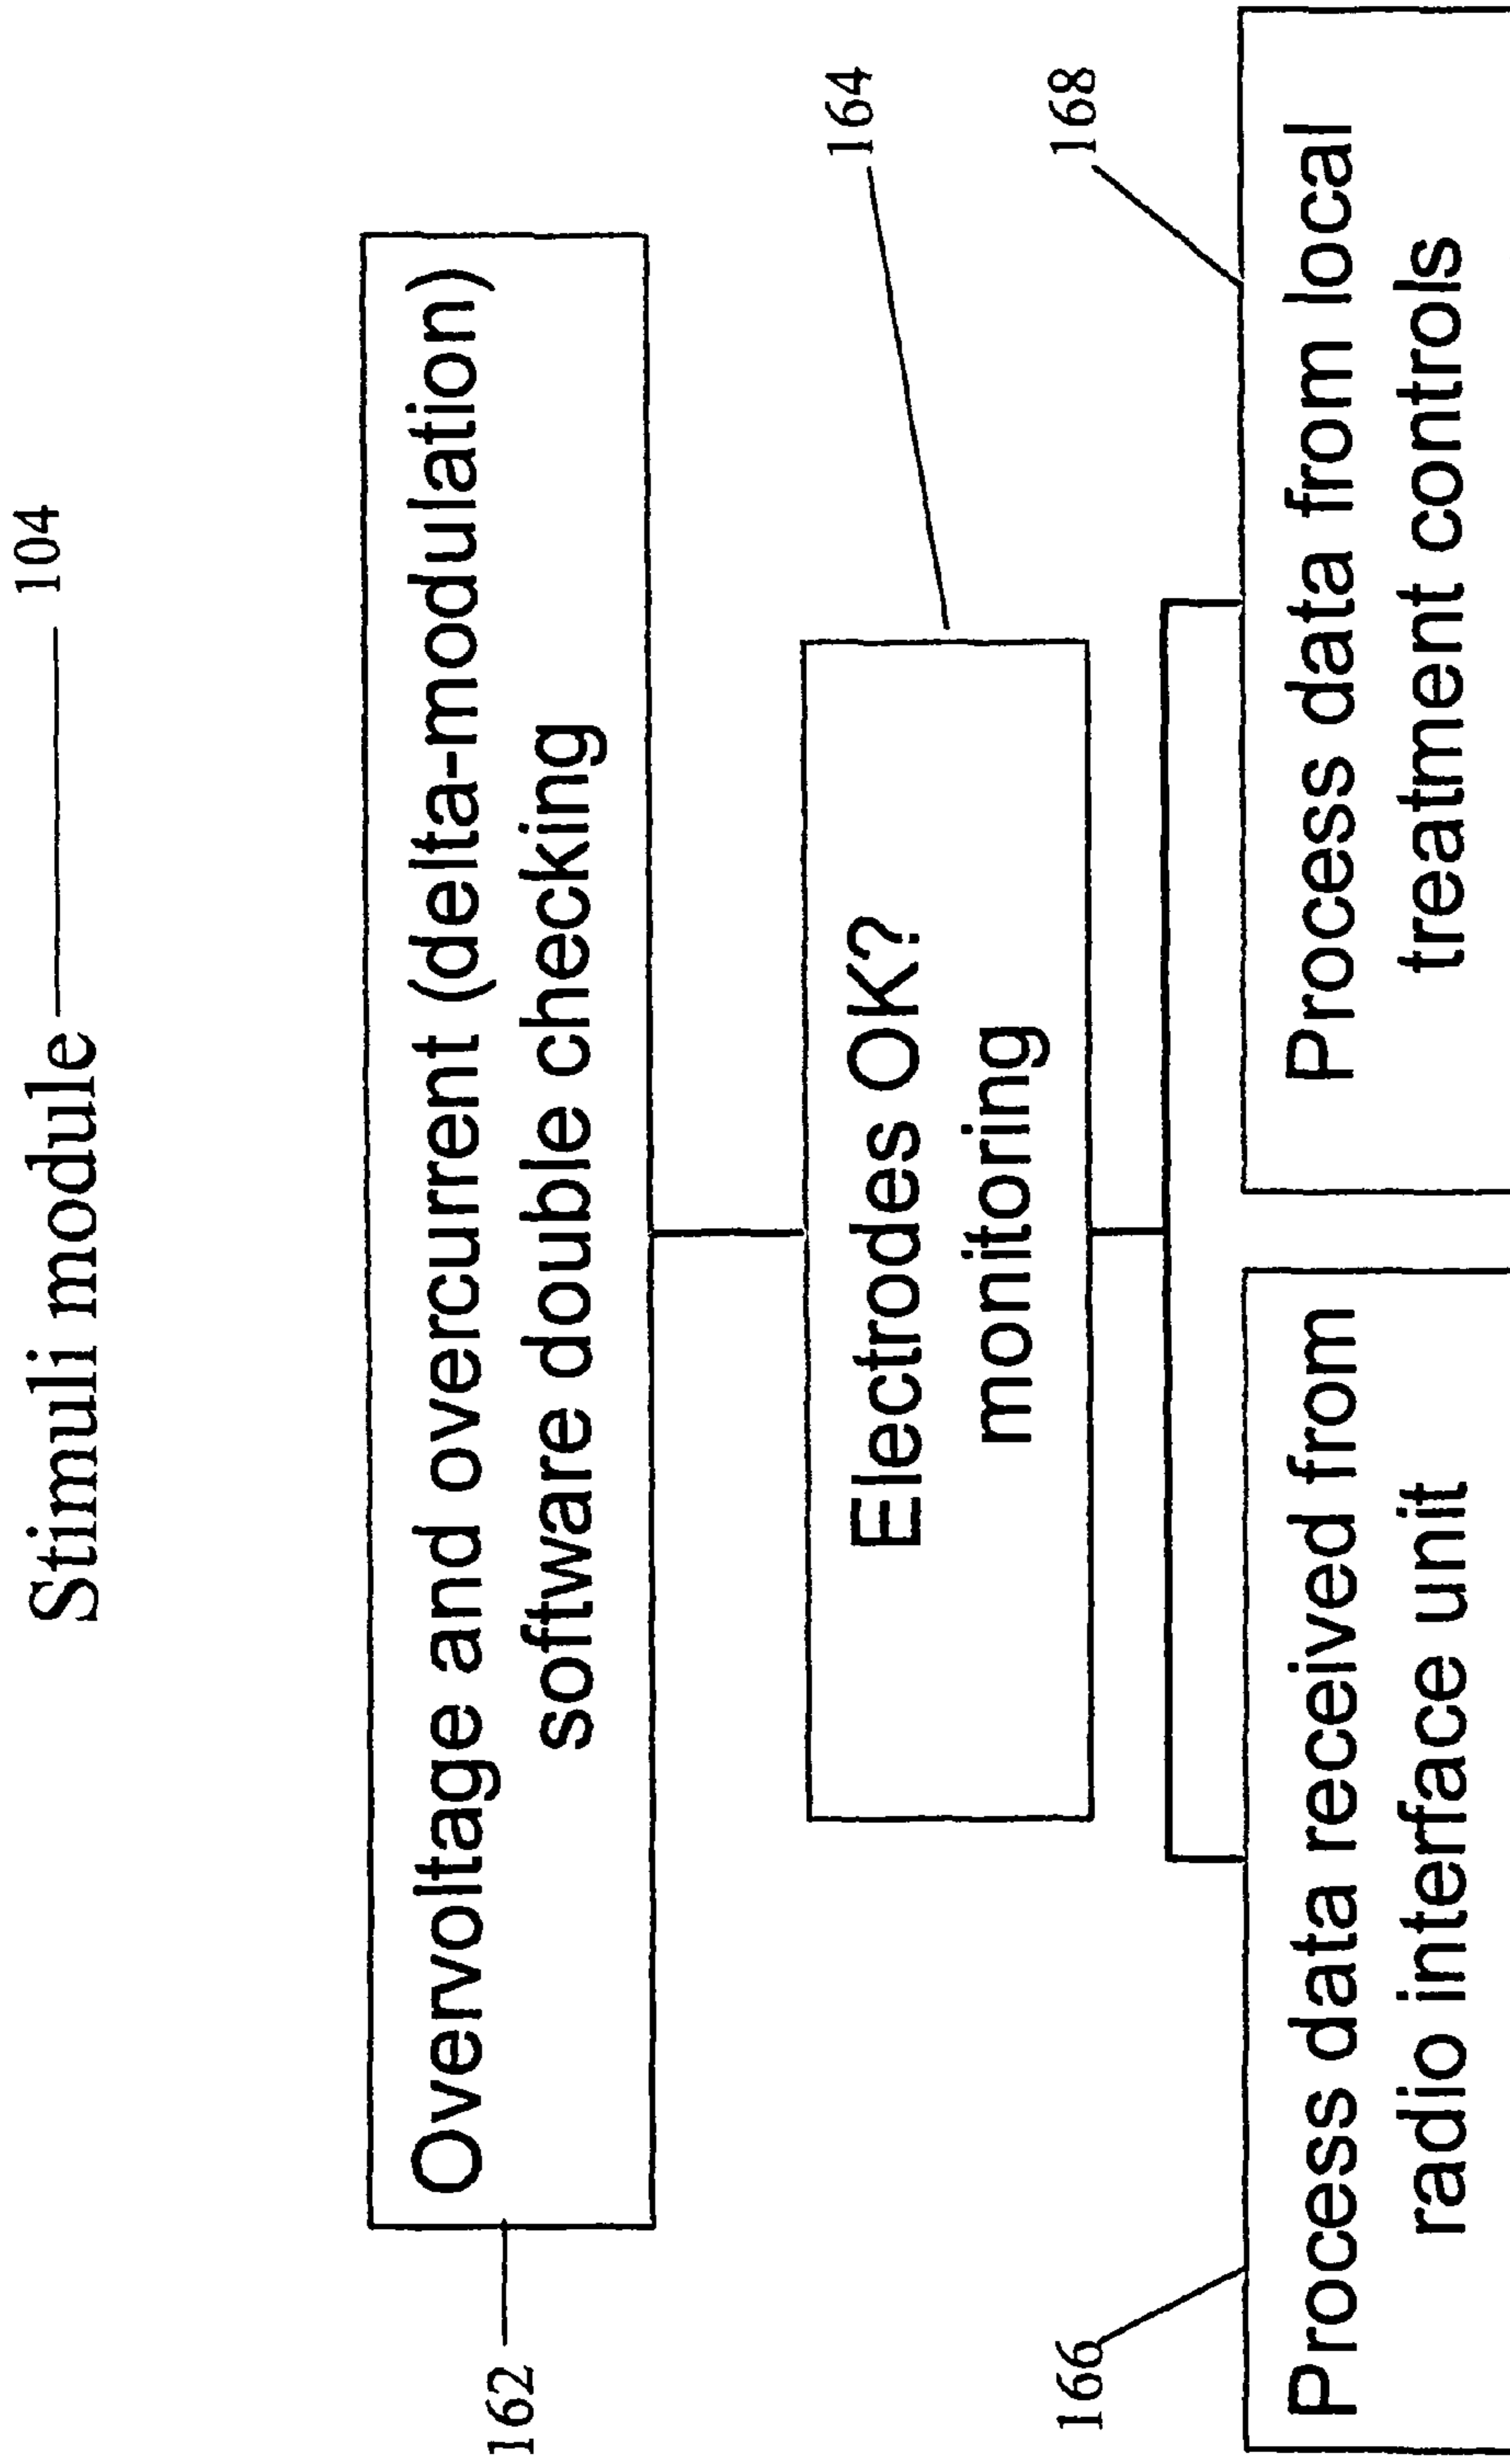 Stimuli module 104
162
Overvoltage and overcurrent (delta-modulation)
software double checking
164
Electrodes OK?
monitoring
166
Process data received from
radio interface unit
168
Process data from local
treatment controls